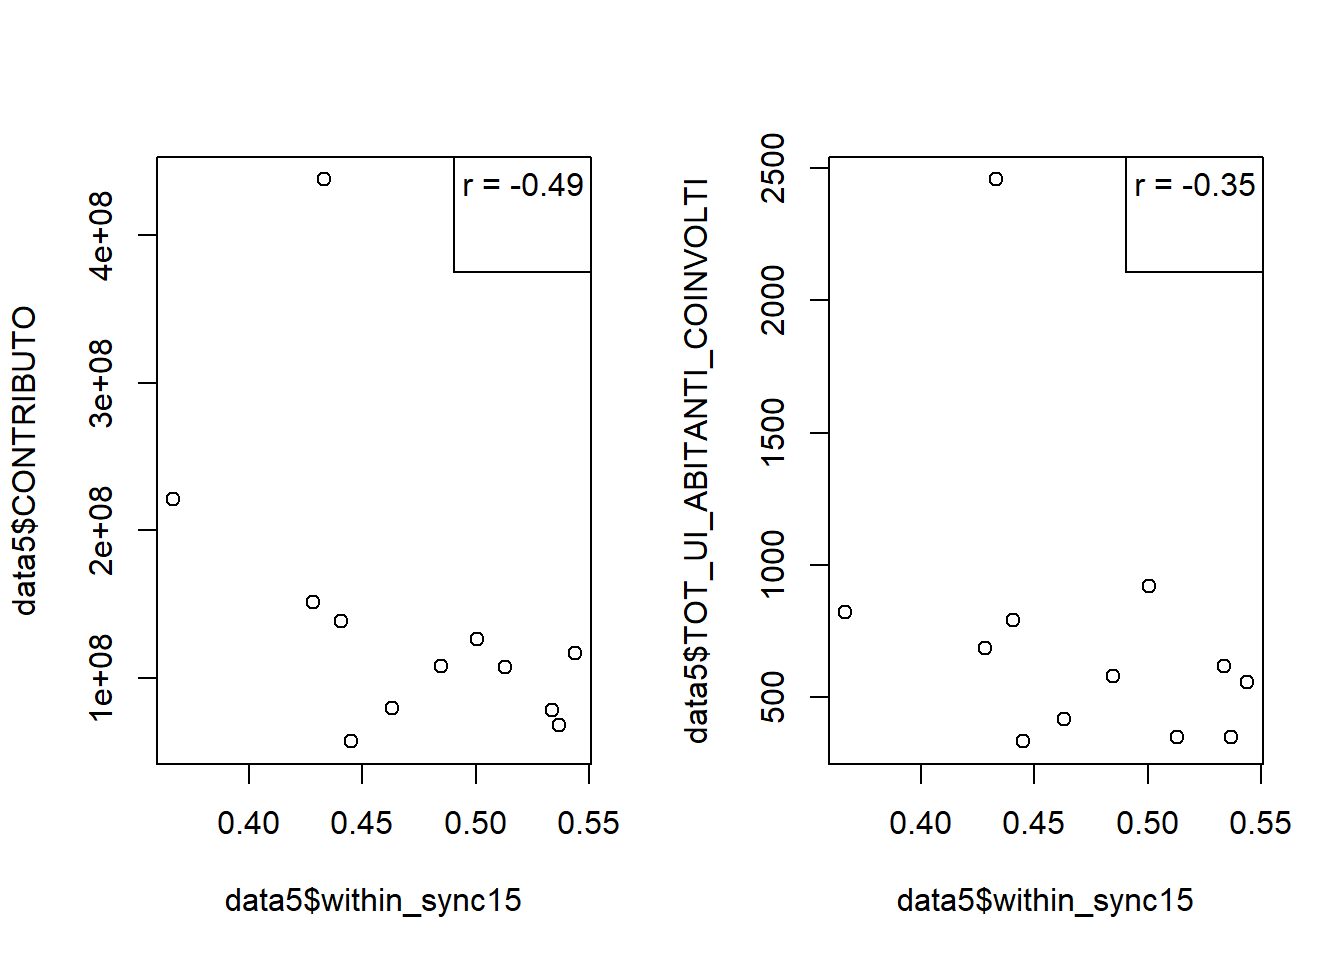 data5$CONTRIBUTO
4e+08
3e+08
2e+08
1e+08
r = -0.49
0.40 0.45 0.50 0.55
data5$within_sync15
data5$TOT_UI_ABITANTI_COINVOLTI
2500
2000
1500
1000
500
r = -0.35
0.40 0.45 0.50 0.55
data5$within_sync15